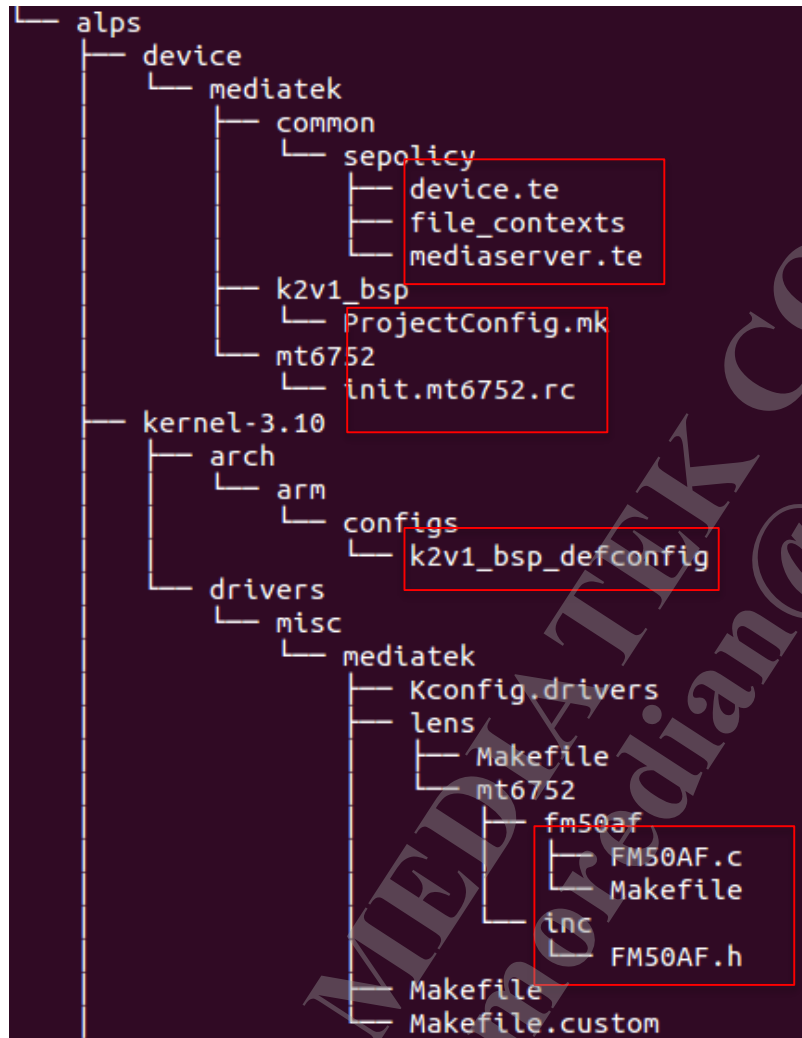 └── alps
    ├── device
    │   └── mediatek
    │       ├── common
    │       │   └── sepolicy
    │       │       ├── device.te
    │       │       ├── file_contexts
    │       │       └── mediaserver.te
    │       ├── k2v1_bsp
    │       │   └── ProjectConfig.mk
    │       └── mt6752
    │           └── init.mt6752.rc
    ├── kernel-3.10
    │   ├── arch
    │   │   └── arm
    │   │       └── configs
    │   │           └── k2v1_bsp_defconfig
    │   └── drivers
    │       └── misc
    │           └── mediatek
    │               ├── Kconfig.drivers
    │               ├── lens
    │               │   ├── Makefile
    │               │   └── mt6752
    │               │       ├── fm50af
    │               │       │   ├── FM50AF.c
    │               │       │   └── Makefile
    │               │       └── inc
    │               │           └── FM50AF.h
    │               ├── Makefile
    │               └── Makefile.custom
MEDIATEK